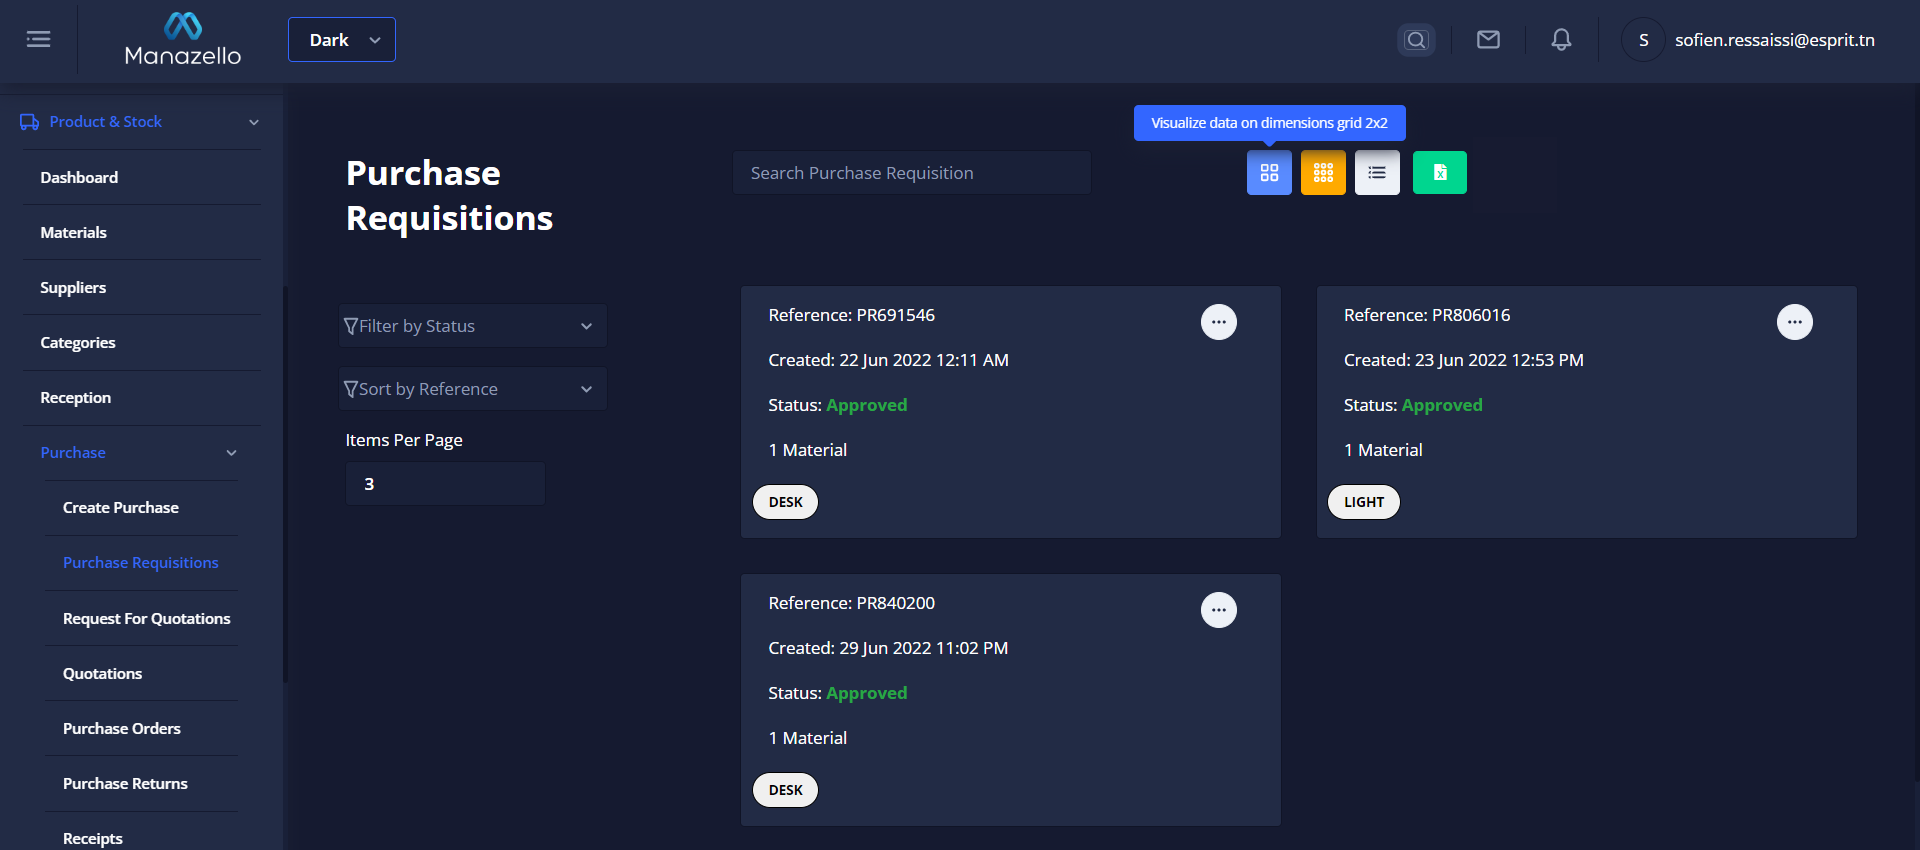 Manazello
Dark
S
sofien.ressaissi@esprit.tn
Product & Stock
Dashboard
Materials
Suppliers
Categories
Reception
Purchase
Create Purchase
Purchase Requisitions
Request For Quotations
Quotations
Purchase Orders
Purchase Returns
Receipts
Purchase
Requisitions
Search Purchase Requisition
Visualize data on dimensions grid 2x2
Filter by Status
Sort by Reference
Items Per Page
3
Reference: PR691546
Created: 22 Jun 2022 12:11 AM
Status: Approved
1 Material
DESK
Reference: PR806016
Created: 23 Jun 2022 12:53 PM
Status: Approved
1 Material
LIGHT
Reference: PR840200
Created: 29 Jun 2022 11:02 PM
Status: Approved
1 Material
DESK